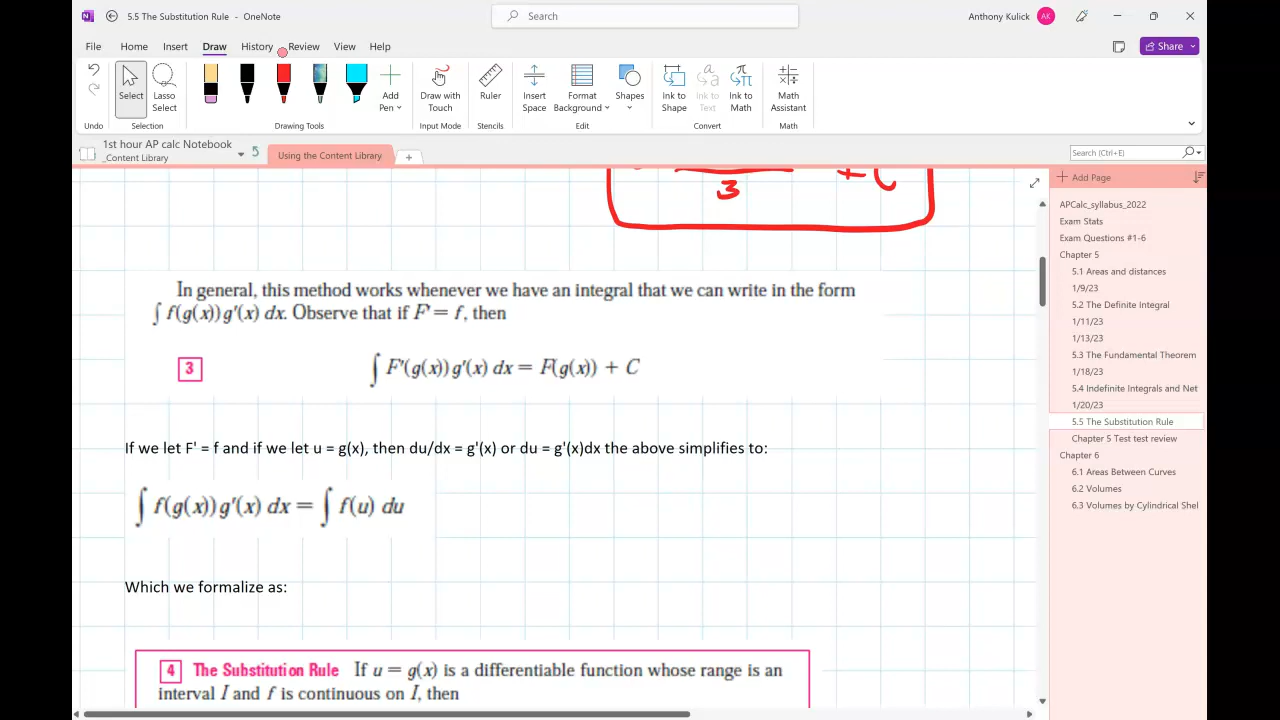 5.5 The Substitution Rule - OneNote
Search
Anthony Kulick
AK
File Home Insert Draw History Review View Help
Share
Select
Lasso Select
Add Pen
Draw with Touch
Ruler
Insert Space
Format Background
Shapes
Ink to Shape
Ink to Text
Ink to Math
Math Assistant
Undo
Selection
Drawing Tools
Input Mode
Stencils
Edit
Convert
Math
1st hour AP calc Notebook
_Content Library
Using the Content Library
Search (Ctrl+E)
3 + C
In general, this method works whenever we have an integral that we can write in the form
∫ f(g(x))g′(x) dx. Observe that if F′ = f, then
3 ∫ F′(g(x))g′(x) dx = F(g(x)) + C
If we let F' = f and if we let u = g(x), then du/dx = g'(x) or du = g'(x)dx the above simplifies to:
∫ f(g(x))g′(x) dx = ∫ f(u) du
Which we formalize as:
4 The Substitution Rule If u = g(x) is a differentiable function whose range is an
interval I and f is continuous on I, then
Add Page
APCalc_syllabus_2022
Exam Stats
Exam Questions #1-6
Chapter 5
5.1 Areas and distances
1/9/23
5.2 The Definite Integral
1/11/23
1/13/23
5.3 The Fundamental Theorem
1/18/23
5.4 Indefinite Integrals and Net
1/20/23
5.5 The Substitution Rule
Chapter 5 Test test review
Chapter 6
6.1 Areas Between Curves
6.2 Volumes
6.3 Volumes by Cylindrical Shel